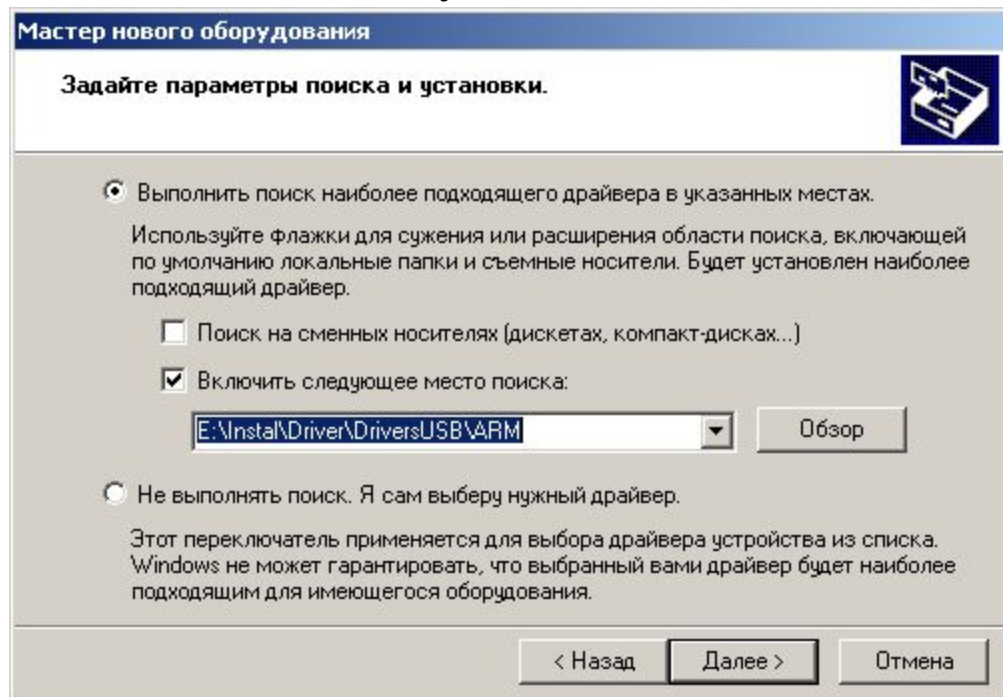 Мастер нового оборудования
Задайте параметры поиска и установки.
Выполнить поиск наиболее подходящего драйвера в указанных местах.
Используйте флажки для сужения или расширения области поиска, включающей
по умолчанию локальные папки и съемные носители. Будет установлен наиболее
подходящий драйвер.
Поиск на сменных носителях (дискетах, компакт-дисках...)
Включить следующее место поиска:
E:\Instal\Driver\DriversUSB\ARM
Обзор
Не выполнять поиск. Я сам выберу нужный драйвер.
Этот переключатель применяется для выбора драйвера устройства из списка.
Windows не может гарантировать, что выбранный вами драйвер будет наиболее
подходящим для имеющегося оборудования.
< Назад Далее > Отмена